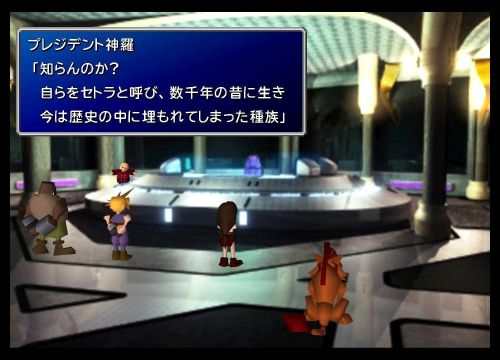 プレジデント神羅
「知らんのか？
自らをセトラと呼び、数千年の昔に生き
今は歴史の中に埋もれてしまった種族」